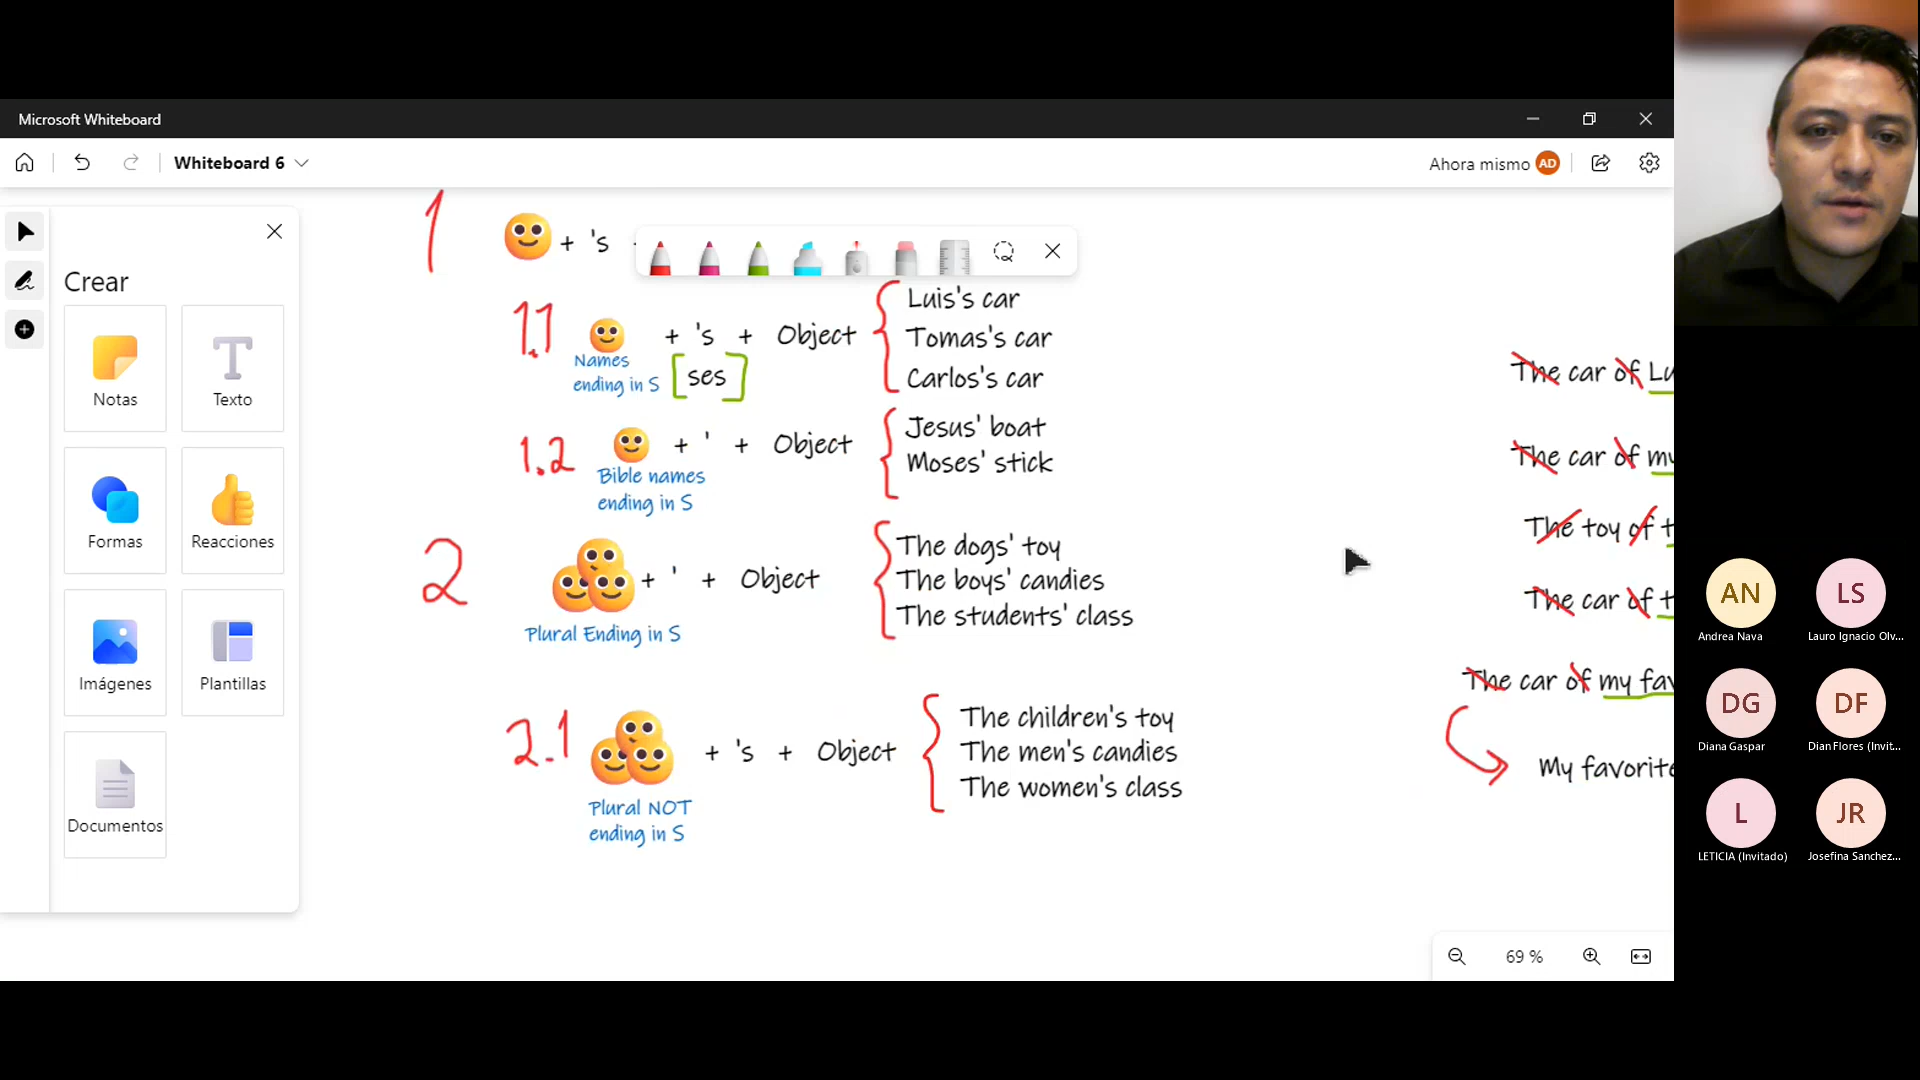 Microsoft Whiteboard
Whiteboard 6
Ahora mismo AD
Crear
Notas
Texto
Formas
Reacciones
Imágenes
Plantillas
Documentos
1
+ 's
1.1
Names
ending in S
+ 's + Object
[ses]
Luis's car
Tomas's car
Carlos's car
1.2
Bible names
ending in S
+ ' + Object
Jesus' boat
Moses' stick
2
+ ' + Object
Plural Ending in S
The dogs' toy
The boys' candies
The students' class
2.1
+ 's + Object
Plural NOT
ending in S
The children's toy
The men's candies
The women's class
The car of Lu
The car of my
The toy of t
The car of t
The car of my fav
My favorite
69 %
AN
Andrea Nava
LS
Lauro Ignacio Olv...
DG
Diana Gaspar
DF
Dian Flores (Invit...
L
LETICIA (Invitado)
JR
Josefina Sanchez...